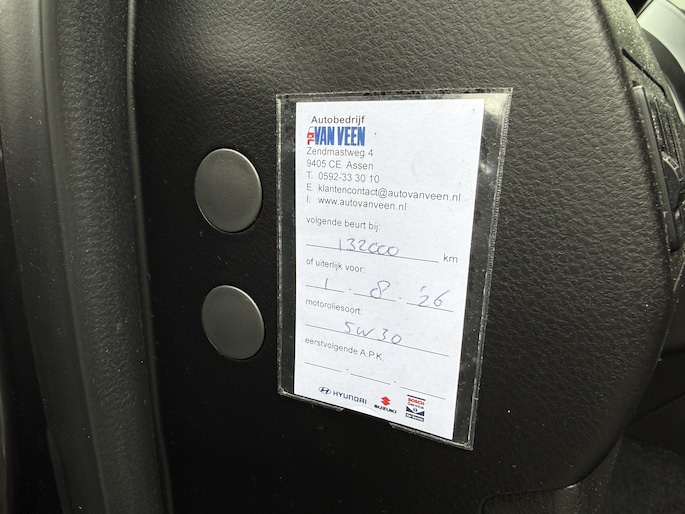 Autobedrijf
VAN VEEN
Zendmastweg 4
9405 CE Assen
T. 0592-33 30 10
E klantencontact@autovanveen.nl
I. www.autovanveen.nl
volgende beurt bij:
132000 km
of uiterlijk voor:
1 - 8 - '26
motoroliesoort:
5W30
eerstvolgende A.P.K.
- -
HYUNDAI SUZUKI BOSCH Service